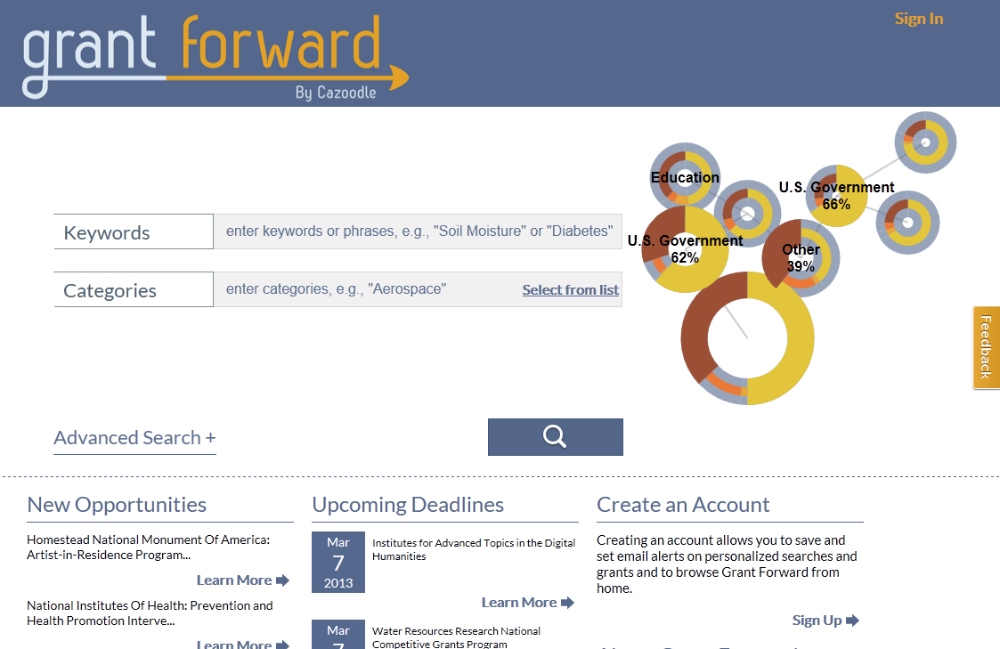 Sign In
grant forward
By Cazoodle
Education
U.S. Government
66%
U.S. Government
62%
Other
39%
Keywords
enter keywords or phrases, e.g., "Soil Moisture" or "Diabetes"
Categories
enter categories, e.g., "Aerospace"
Select from list
Feedback
Advanced Search +
New Opportunities
Homestead National Monument Of America:
Artist-in-Residence Program...
Learn More
National Institutes Of Health: Prevention and
Health Promotion Interve...
Learn More
Upcoming Deadlines
Mar
7
2013
Institutes for Advanced Topics in the Digital
Humanities
Learn More
Mar
7
Water Resources Research National
Competitive Grants Program
Create an Account
Creating an account allows you to save and
set email alerts on personalized searches and
grants and to browse Grant Forward from
home.
Sign Up